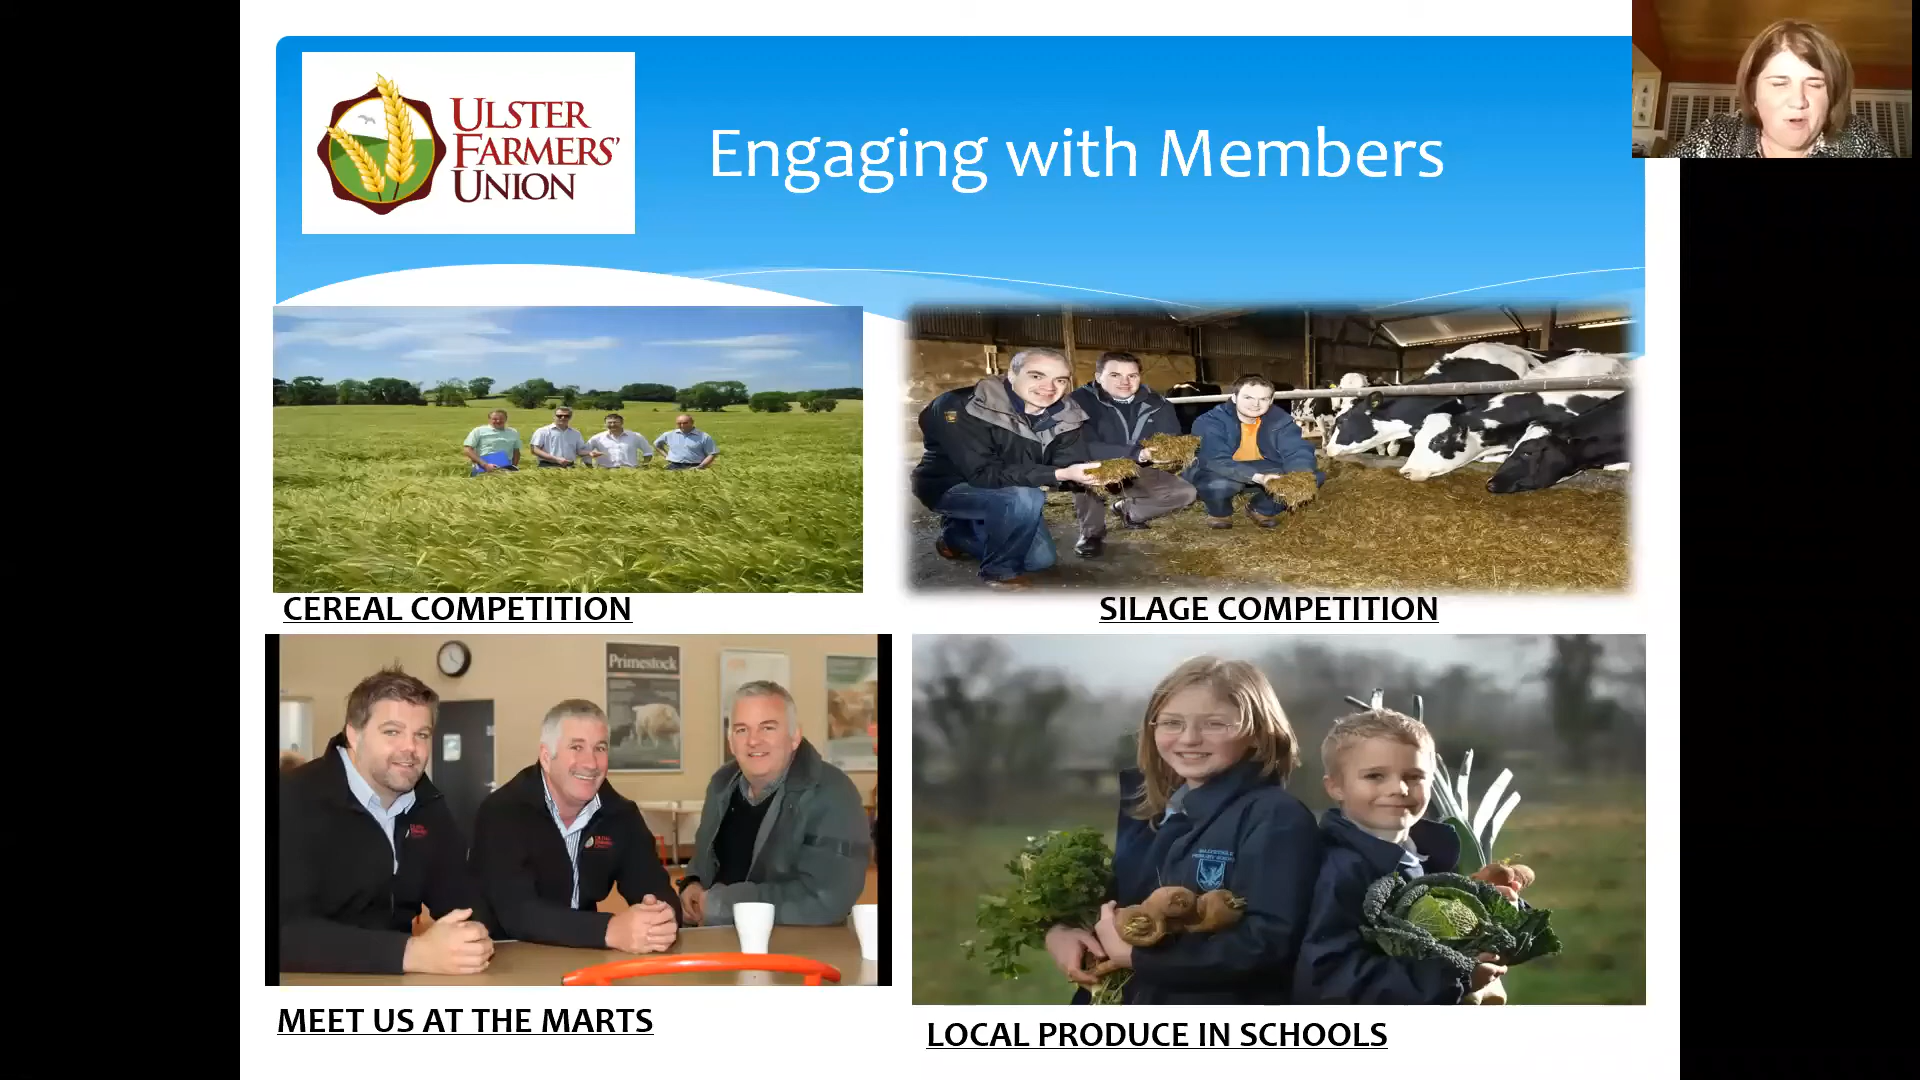 ULSTER
FARMERS'
UNION
Engaging with Members
CEREAL COMPETITION
SILAGE COMPETITION
Primestock
MEET US AT THE MARTS
LOCAL PRODUCE IN SCHOOLS